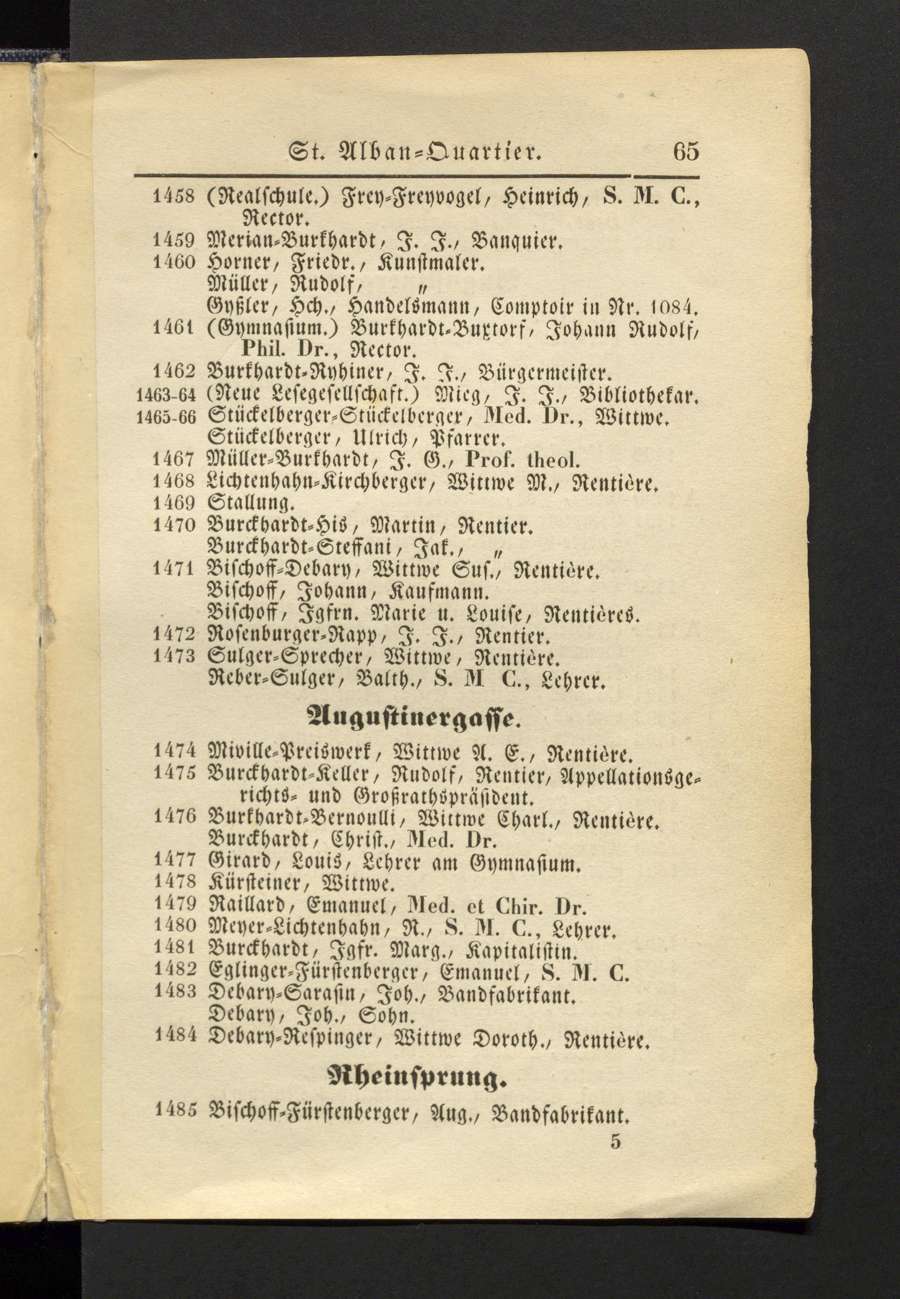 St. Alban-Quartier. 65
1458 (Realschule.) Frey-Freyvogel, Heinrich, S. M. C.,
Rector.
1459 Merian-Burkhardt, J. J., Banquier.
1460 Horner, Friedr., Kunstmaler.
Müller, Rudolf, „
Gyßler, Hch., Handelsmann, Comptoir in Nr. 1084.
1461 (Gymnasium.) Burkhardt-Buxtorf, Johann Rudolf,
Phil. Dr., Rector.
1462 Burkhardt-Ryhiner, J. J., Bürgermeister.
1463-64 (Neue Lesegesellschaft.) Mieg, J. J., Bibliothekar.
1465-66 Stückelberger-Stückelberger, Med. Dr., Wittwe.
Stückelberger, Ulrich, Pfarrer.
1467 Müller-Burkhardt, J. G., Prof. theol.
1468 Lichtenhahn-Kirchberger, Wittwe M., Rentière.
1469 Stallung.
1470 Burckhardt-His, Martin, Rentier.
Burckhardt-Steffani, Jak., „
1471 Bischoff-Debary, Wittwe Sus., Rentière.
Bischoff, Johann, Kaufmann.
Bischoff, Igfrn. Marie u. Louise, Rentières.
1472 Rosenburger-Rapp, J. J., Rentier.
1473 Sulger-Sprecher, Wittwe, Rentière.
Reber-Sulger, Balth., S. M C., Lehrer.
Augustinergasse.
1474 Miville-Preiswerk, Wittwe A. E., Rentière.
1475 Burckhardt-Keller, Rudolf, Rentier, Appellationsge-
richts- und Großrathspräsident.
1476 Burkhardt-Bernoulli, Wittwe Charl., Rentière.
Burckhardt, Christ., Med. Dr.
1477 Girard, Louis, Lehrer am Gymnasium.
1478 Kürsteiner, Wittwe.
1479 Raillard, Emanuel, Med. et Chir. Dr.
1480 Meyer-Lichtenhahn, R., S. M. C., Lehrer.
1481 Burckhardt, Jgfr. Marg., Kapitalistin.
1482 Eglinger-Fürstenberger, Emanuel, S. M. C.
1483 Debary-Sarasin, Joh., Bandfabrikant.
Debary, Joh., Sohn.
1484 Debary-Respinger, Wittwe Doroth., Rentière.
Rheinsprung.
1485 Bischoff-Fürstenberger, Aug., Bandfabrikant.
5